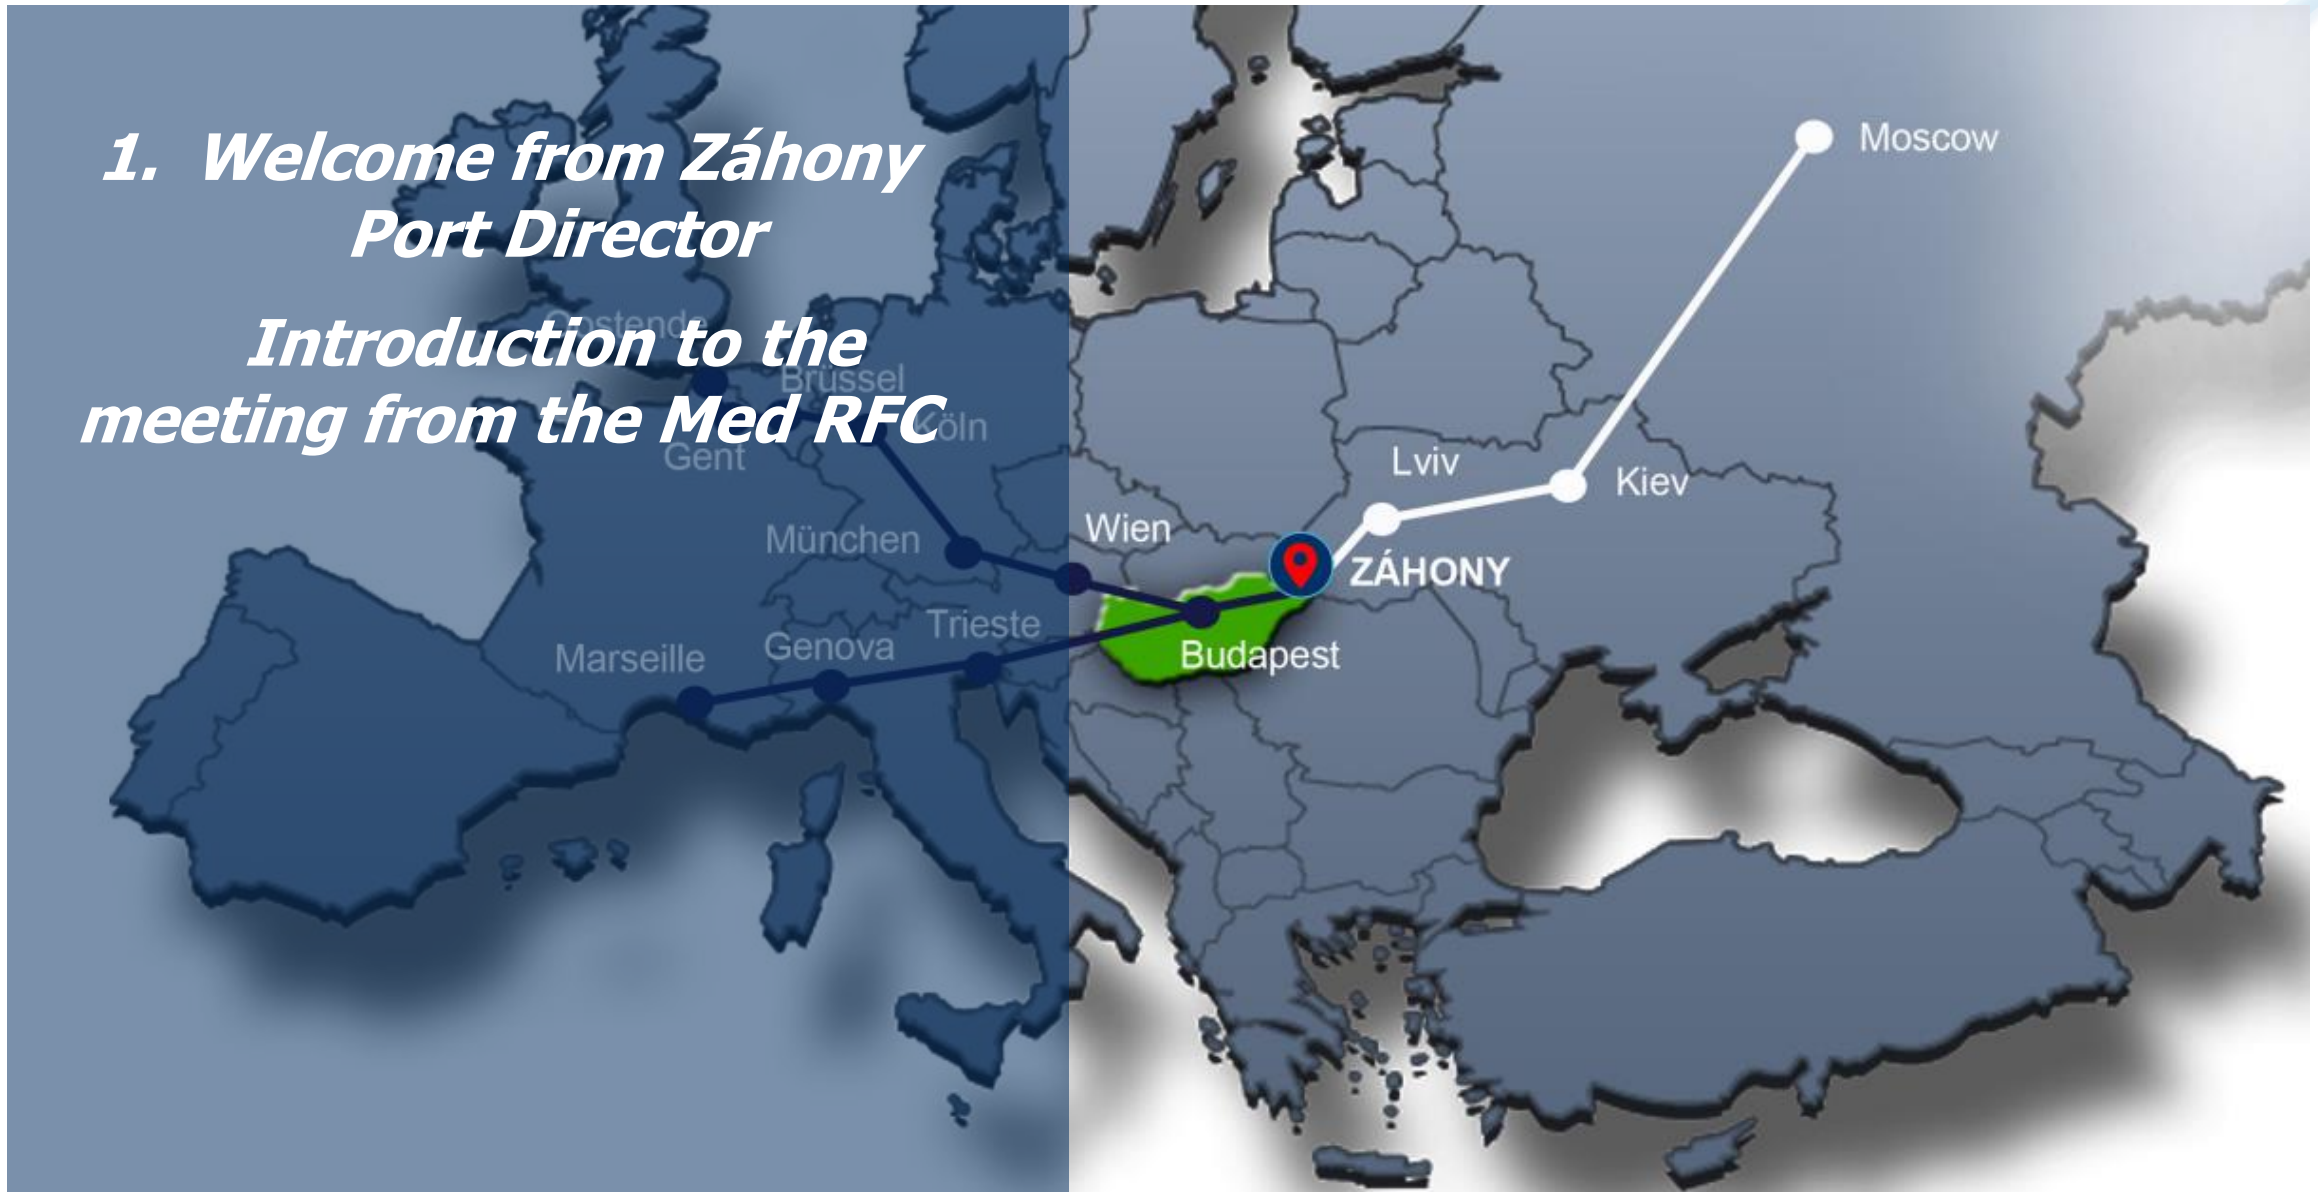 1. Welcome from Záhony
Port Director
Introduction to the
meeting from the Med RFC
Moscow
Oostende
Brüssel
Köln
Gent
Lviv
Kiev
Wien
München
ZÁHONY
Trieste
Genova
Marseille
Budapest